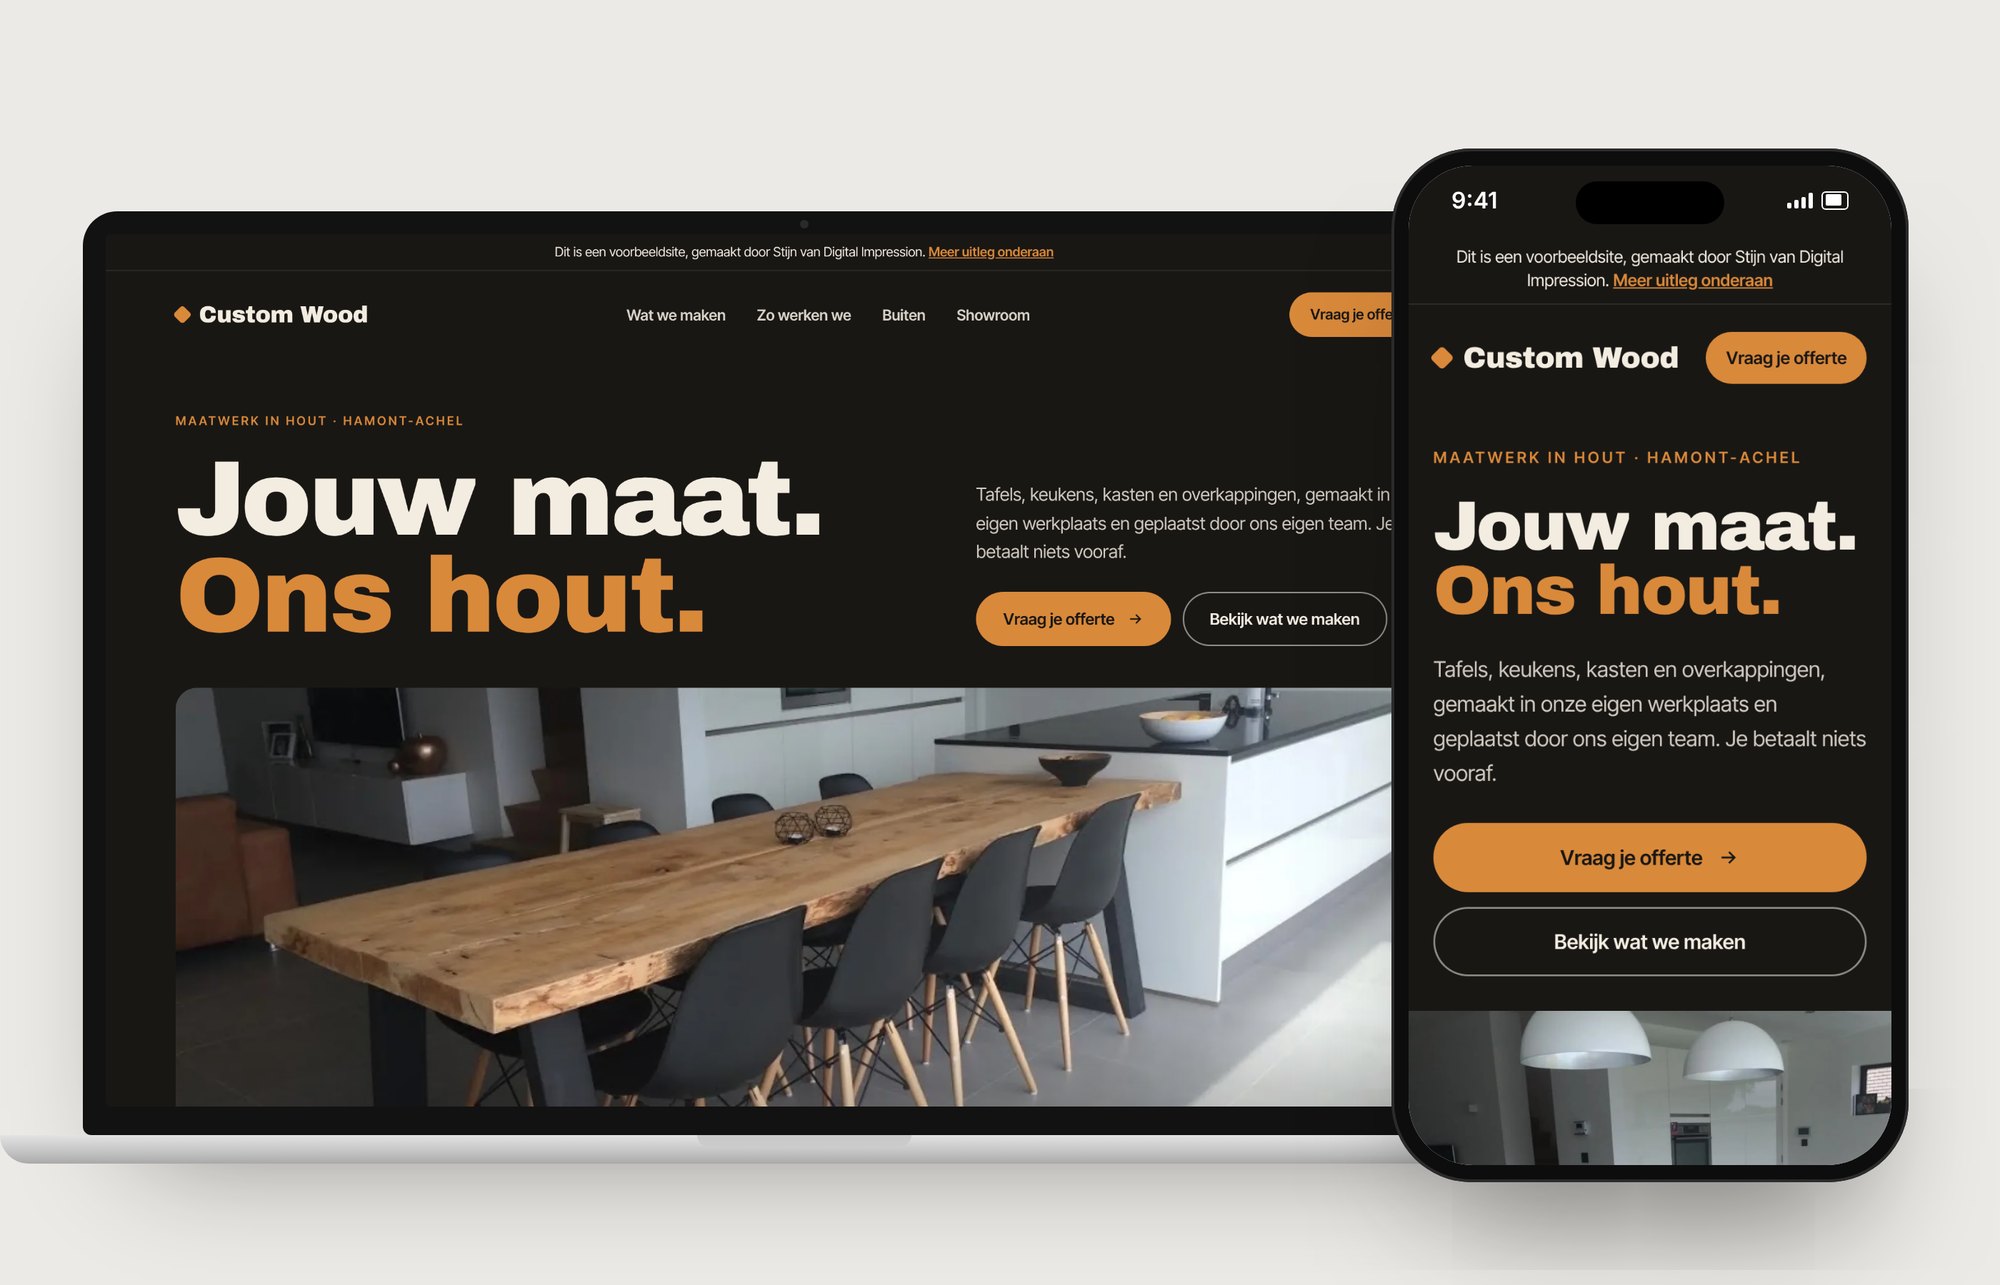 Dit is een voorbeeldsite, gemaakt door Stijn van Digital Impression. Meer uitleg onderaan
Custom Wood
Wat we maken
Zo werken we
Buiten
Showroom
Vraag je offe
MAATWERK IN HOUT · HAMONT-ACHEL
Jouw maat.
Ons hout.
Tafels, keukens, kasten en overkappingen, gemaakt in
eigen werkplaats en geplaatst door ons eigen team. Je
betaalt niets vooraf.
Vraag je offerte →
Bekijk wat we maken
9:41
Dit is een voorbeeldsite, gemaakt door Stijn van Digital
Impression. Meer uitleg onderaan
Custom Wood
Vraag je offerte
MAATWERK IN HOUT · HAMONT-ACHEL
Jouw maat.
Ons hout.
Tafels, keukens, kasten en overkappingen,
gemaakt in onze eigen werkplaats en
geplaatst door ons eigen team. Je betaalt niets
vooraf.
Vraag je offerte →
Bekijk wat we maken